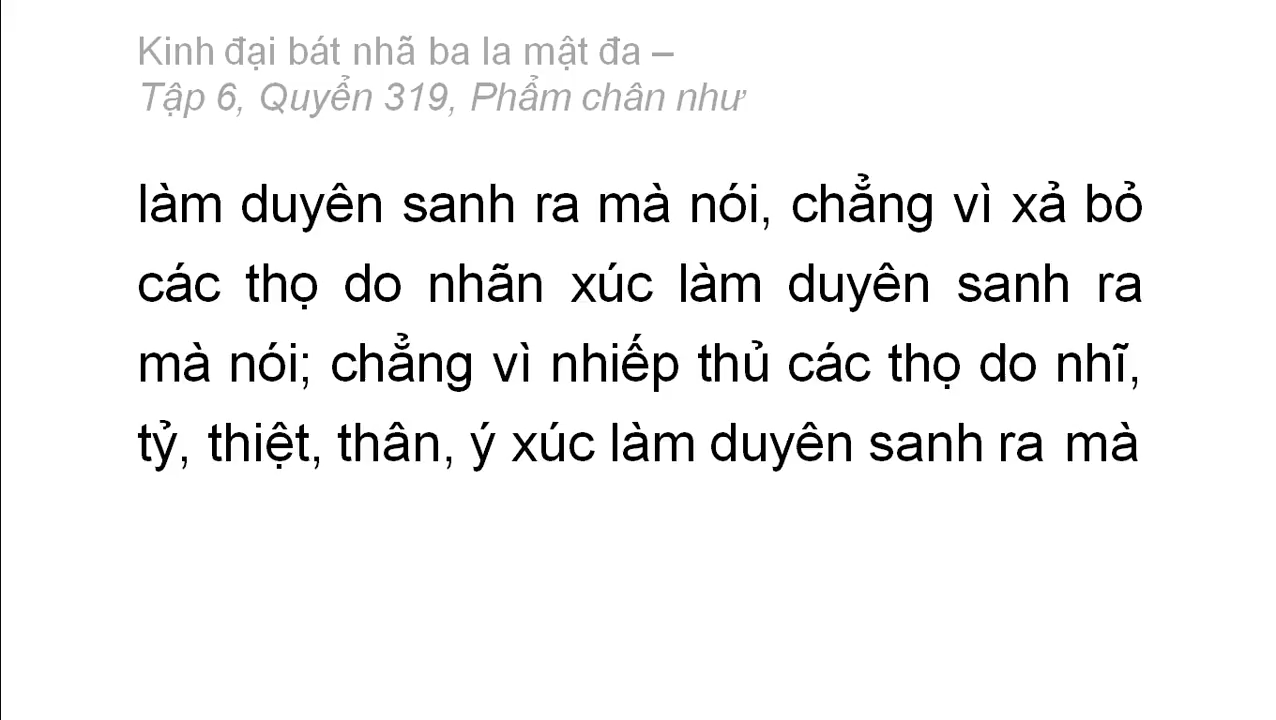 Kinh đại bát nhã ba la mật đa –
Tập 6, Quyển 319, Phẩm chân như
làm duyên sanh ra mà nói, chẳng vì xả bỏ
các thọ do nhãn xúc làm duyên sanh ra
mà nói; chẳng vì nhiếp thủ các thọ do nhĩ,
tỷ, thiệt, thân, ý xúc làm duyên sanh ra mà